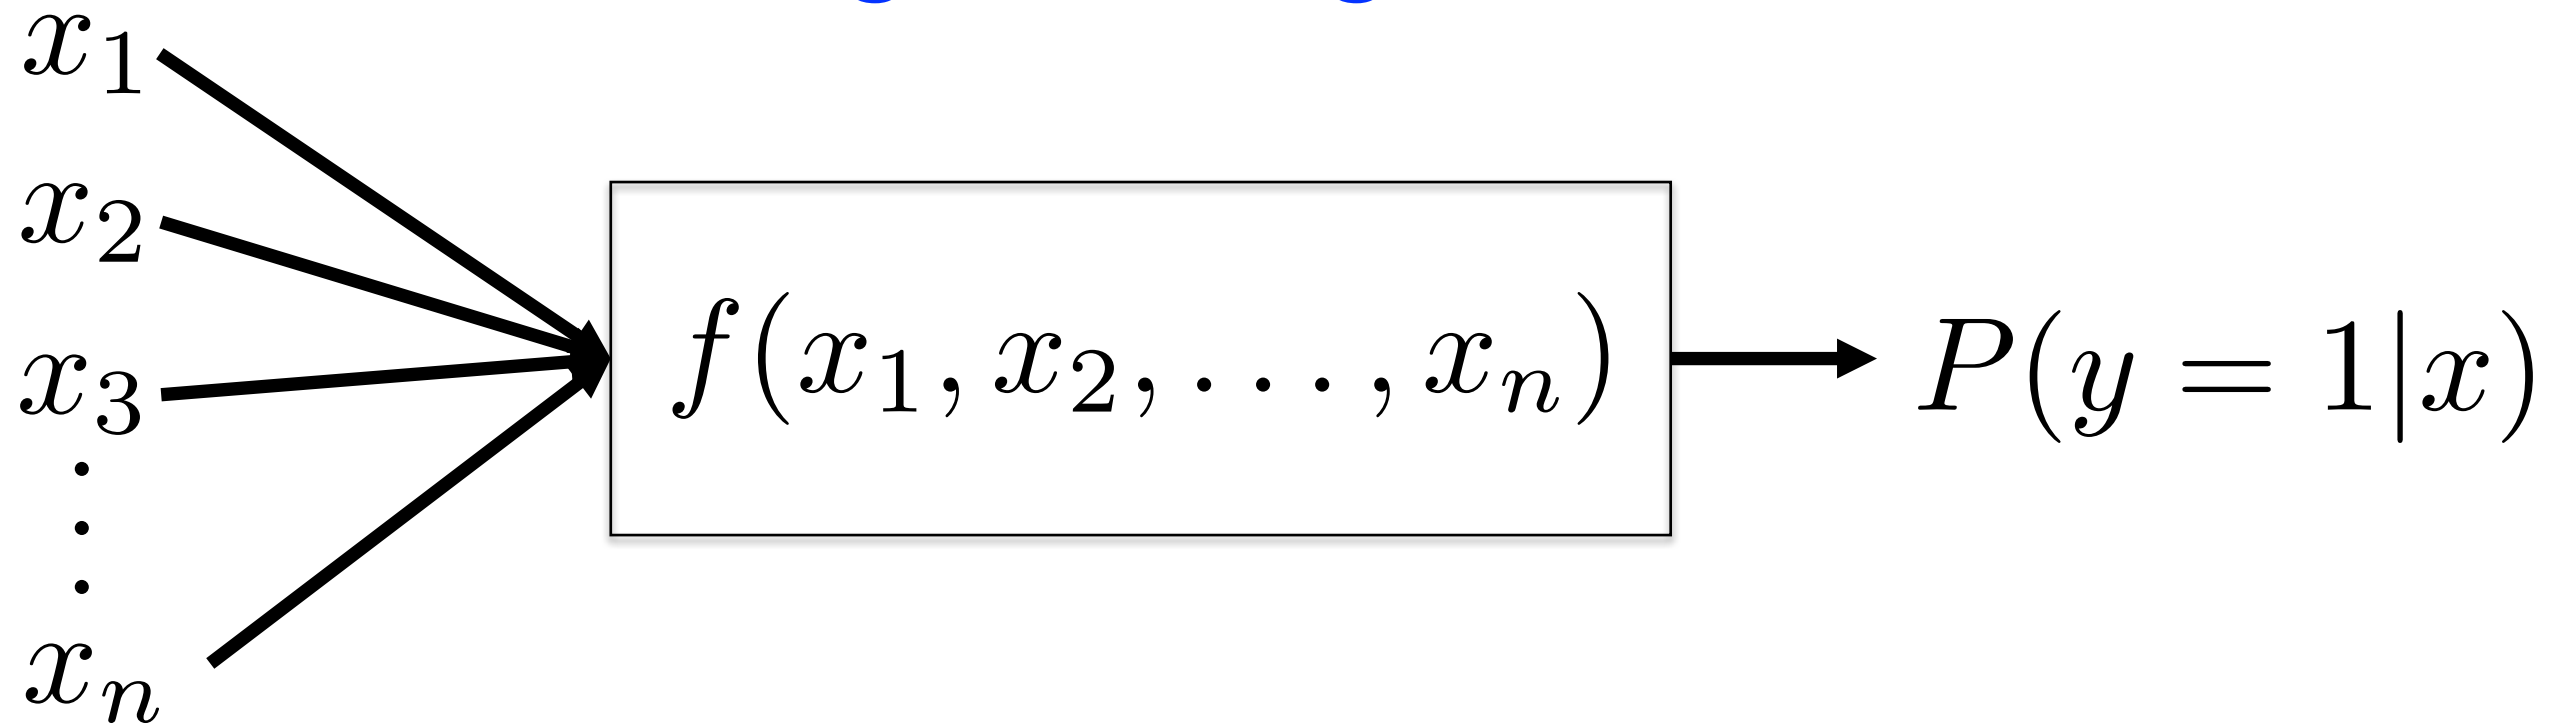 x1
x2
x3
.
.
.
xn
f(x1, x2, . . . , xn)
P(y = 1|x)